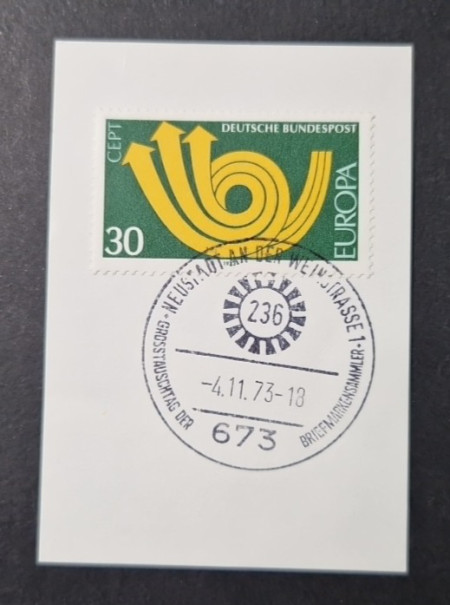 DEUTSCHE BUNDESPOST
CEPT
EUROPA
30
NEUSTADT AN DER WEINSTRASSE 1
236
-4.11.73-18
673
· GROSSTAUSCHTAG DER BRIEFMARKENSAMMLER ·